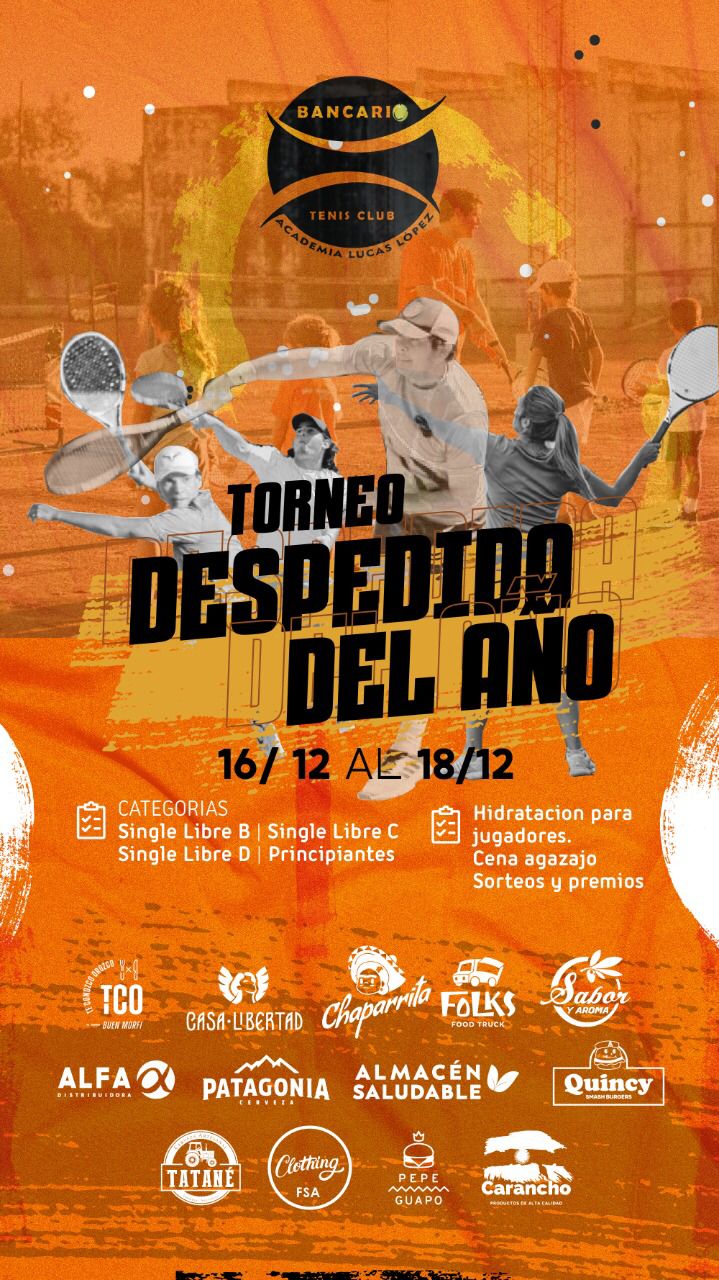 BANCARIO
TENIS CLUB
ACADEMIA LUCAS LOPEZ
TORNEO
DESPEDIDA
DEL AÑO
16/ 12 AL 18/12
CATEGORIAS
Single Libre B | Single Libre C
Single Libre D | Principiantes
Hidratacion para
jugadores.
Cena agazajo
Sorteos y premios
TCO
BUEN MORFI
CASA·LIBERTAD
Chaparrita
FOLKS
FOOD TRUCK
Sabor
Y AROMA
ALFA
DISTRIBUIDORA
PATAGONIA
CERVEZA
ALMACÉN
SALUDABLE
Quincy
SMASH BURGERS
TATANÉ
Clothing
FSA
PEPE
GUAPO
Carancho
PRODUCTOS DE ALTA CALIDAD